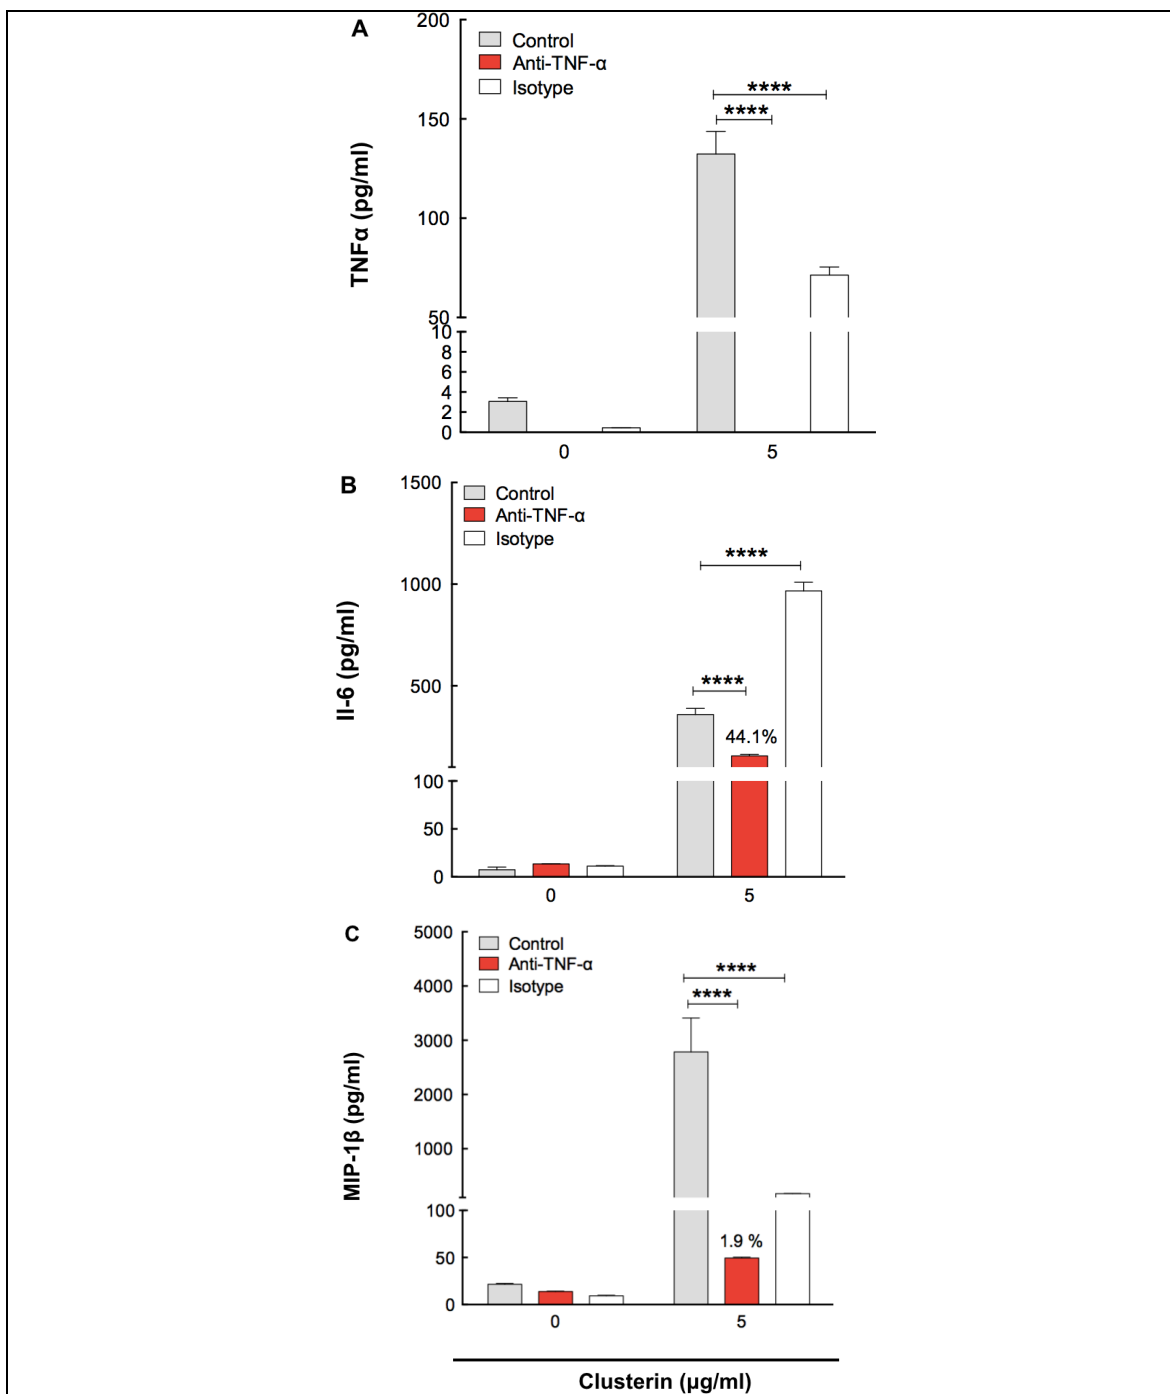 A
200
Control
Anti-TNF-α
Isotype
****
****
150
100
50
10
8
6
4
2
0
TNFα (pg/ml)
0 5
B
1500
Control
Anti-TNF-α
Isotype
****
1000
****
500
44.1%
100
50
0
Il-6 (pg/ml)
0 5
C
5000
Control
Anti-TNF-α
Isotype
****
****
4000
3000
2000
1000
100
1.9 %
50
0
MIP-1β (pg/ml)
0 5
Clusterin (μg/ml)